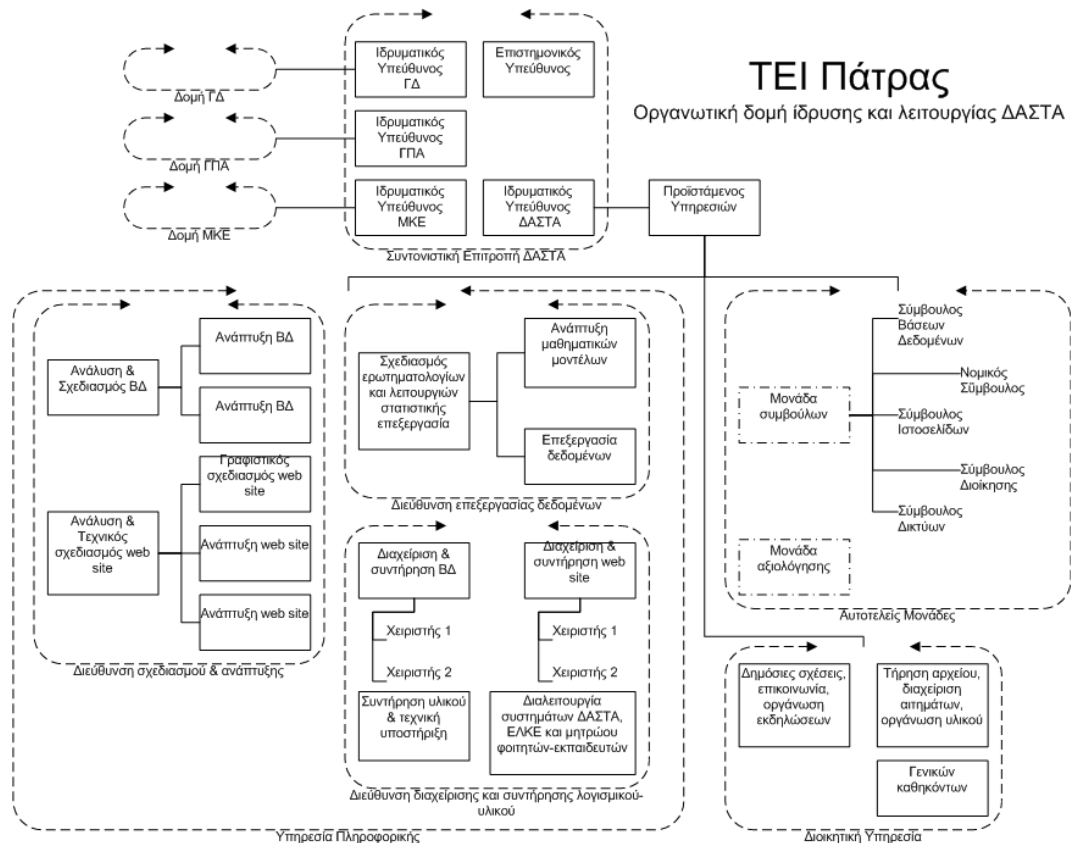 ΤΕΙ Πάτρας
Οργανωτική δομή ίδρυσης και λειτουργίας ΔΑΣΤΑ
Δομή ΓΔ
Δομή ΓΠΑ
Δομή ΜΚΕ
Ιδρυματικός
Υπεύθυνος
ΓΔ
Επιστημονικός
Υπεύθυνος
Ιδρυματικός
Υπεύθυνος
ΓΠΑ
Ιδρυματικός
Υπεύθυνος
ΜΚΕ
Ιδρυματικός
Υπεύθυνος
ΔΑΣΤΑ
Συντονιστική Επιτροπή ΔΑΣΤΑ
Προϊστάμενος
Υπηρεσιών
Ανάλυση &
Σχεδιασμός ΒΔ
Ανάπτυξη ΒΔ
Ανάπτυξη ΒΔ
Ανάλυση &
Τεχνικός
σχεδιασμός web
site
Γραφιστικός
σχεδιασμός web
site
Ανάπτυξη web site
Ανάπτυξη web site
Διεύθυνση σχεδιασμού & ανάπτυξης
Σχεδιασμός
ερωτηματολογίων
και λειτουργιών
στατιστικής
επεξεργασία
Ανάπτυξη
μαθηματικών
μοντέλων
Επεξεργασία
δεδομένων
Διεύθυνση επεξεργασίας δεδομένων
Διαχείριση &
συντήρηση ΒΔ
Χειριστής 1
Χειριστής 2
Διαχείριση &
συντήρηση web
site
Χειριστής 1
Χειριστής 2
Συντήρηση υλικού
& τεχνική
υποστήριξη
Διαλειτουργία
συστημάτων ΔΑΣΤΑ,
ΕΛΚΕ και μητρώου
φοιτητών-εκπαιδευτών
Διεύθυνση διαχείρισης και συντήρησης λογισμικού-
υλικού
Υπηρεσία Πληροφορικής
Μονάδα
συμβούλων
Σύμβουλος
Βάσεων
Δεδομένων
Νομικός
Σΰμβουλος
Σύμβουλος
Ιστοσελίδων
Σύμβουλος
Διοίκησης
Σύμβουλος
Δικτύων
Μονάδα
αξιολόγησης
Αυτοτελείς Μονάδες
Δημόσιες σχέσεις,
επικοινωνία,
οργάνωση
εκδηλώσεων
Τήρηση αρχείου,
διαχείριση
αιτημάτων,
οργάνωση υλικού
Γενικών
καθηκόντων
Διοικητική Υπηρεσία